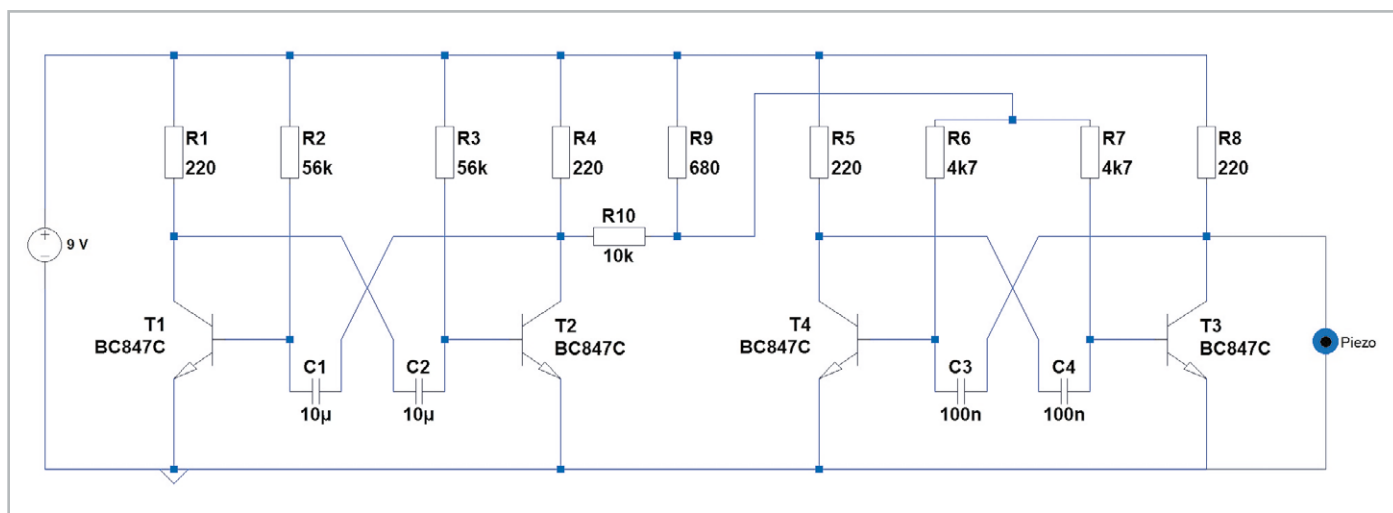 R1
220
R2
56k
R3
56k
R4
220
R9
680
R5
220
R6
4k7
R7
4k7
R8
220
R10
10k
+
9 V
−
T1
BC847C
C1
10µ
C2
10µ
T2
BC847C
T4
BC847C
C3
100n
C4
100n
T3
BC847C
Piezo